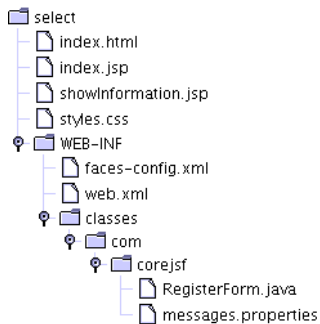 select
index.html
index.jsp
showInformation.jsp
styles.css
WEB-INF
faces-config.xml
web.xml
classes
com
corejsf
RegisterForm.java
messages.properties